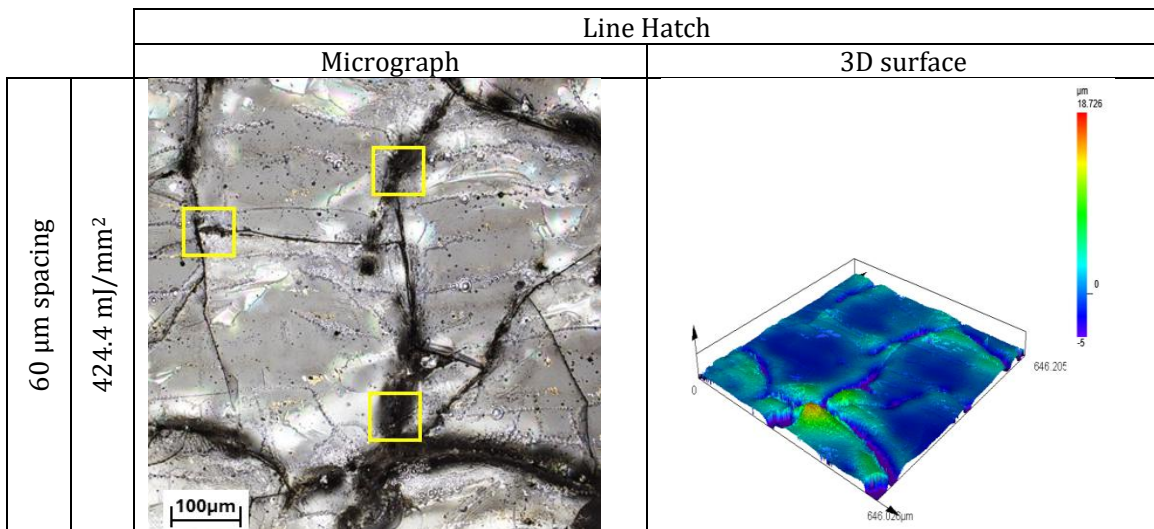 Line Hatch
Micrograph
3D surface
60 µm spacing
424.4 mJ/mm²
100µm
µm
18.726
0
-5
0
646.205
646.026µm